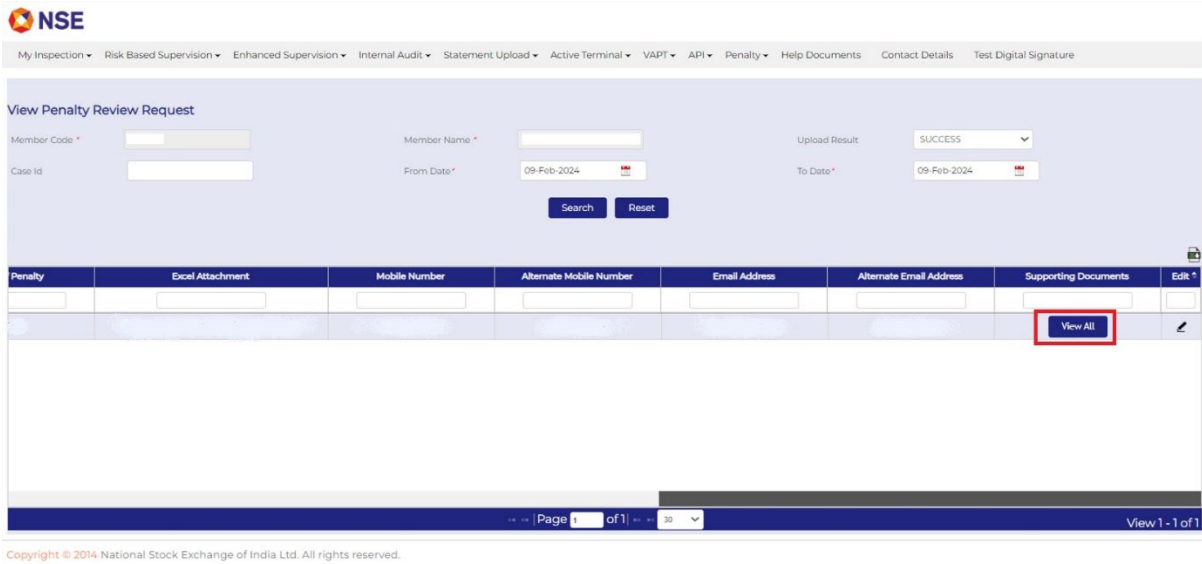 NSE
My Inspection Risk Based Supervision Enhanced Supervision Internal Audit Statement Upload Active Terminal VAPT API Penalty Help Documents Contact Details Test Digital Signature
View Penalty Review Request
Member Code * Member Name * Upload Result SUCCESS
Case Id From Date* 09-Feb-2024 To Date* 09-Feb-2024
Search Reset
Penalty Excel Attachment Mobile Number Alternate Mobile Number Email Address Alternate Email Address Supporting Documents Edit
View All
Page 1 of 1 30 View 1 - 1 of 1
Copyright © 2014 National Stock Exchange of India Ltd. All rights reserved.